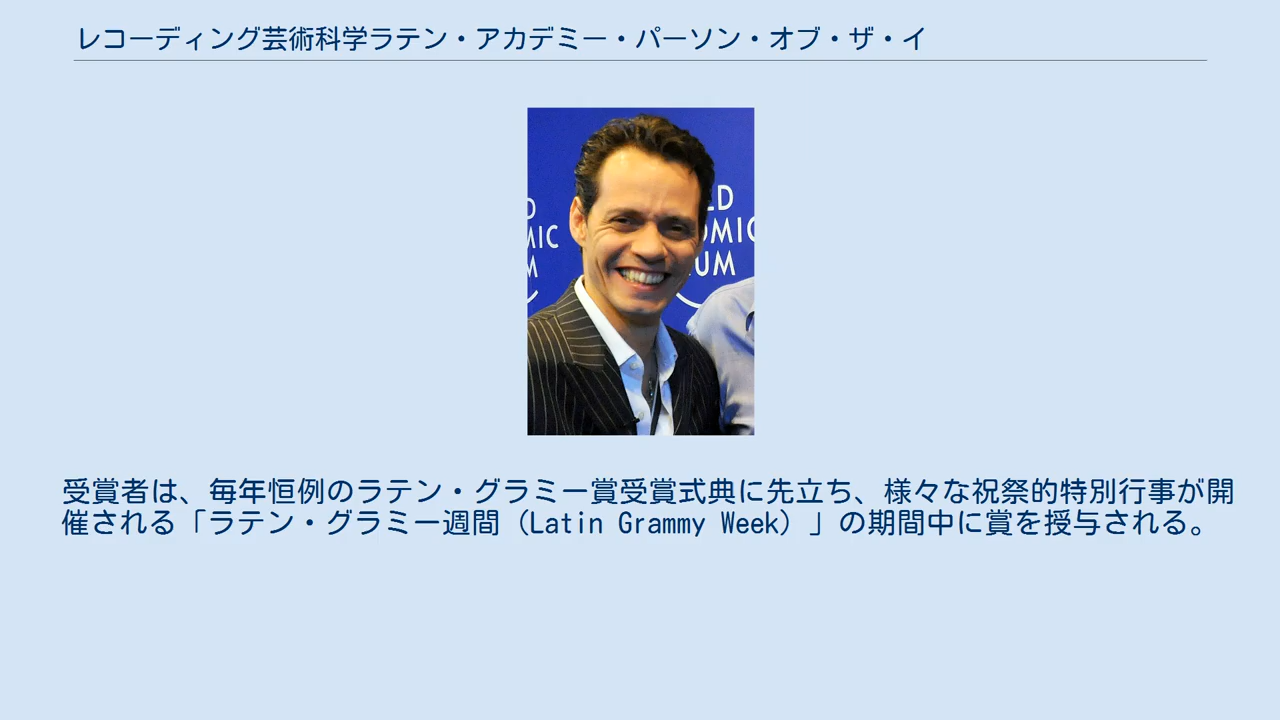 レコーディング芸術科学ラテン・アカデミー・パーソン・オブ・ザ・イ
D
MIC
M
LD
OMIC
UM
受賞者は、毎年恒例のラテン・グラミー賞受賞式典に先立ち、様々な祝祭的特別行事が開
催される「ラテン・グラミー週間（Latin Grammy Week）」の期間中に賞を授与される。